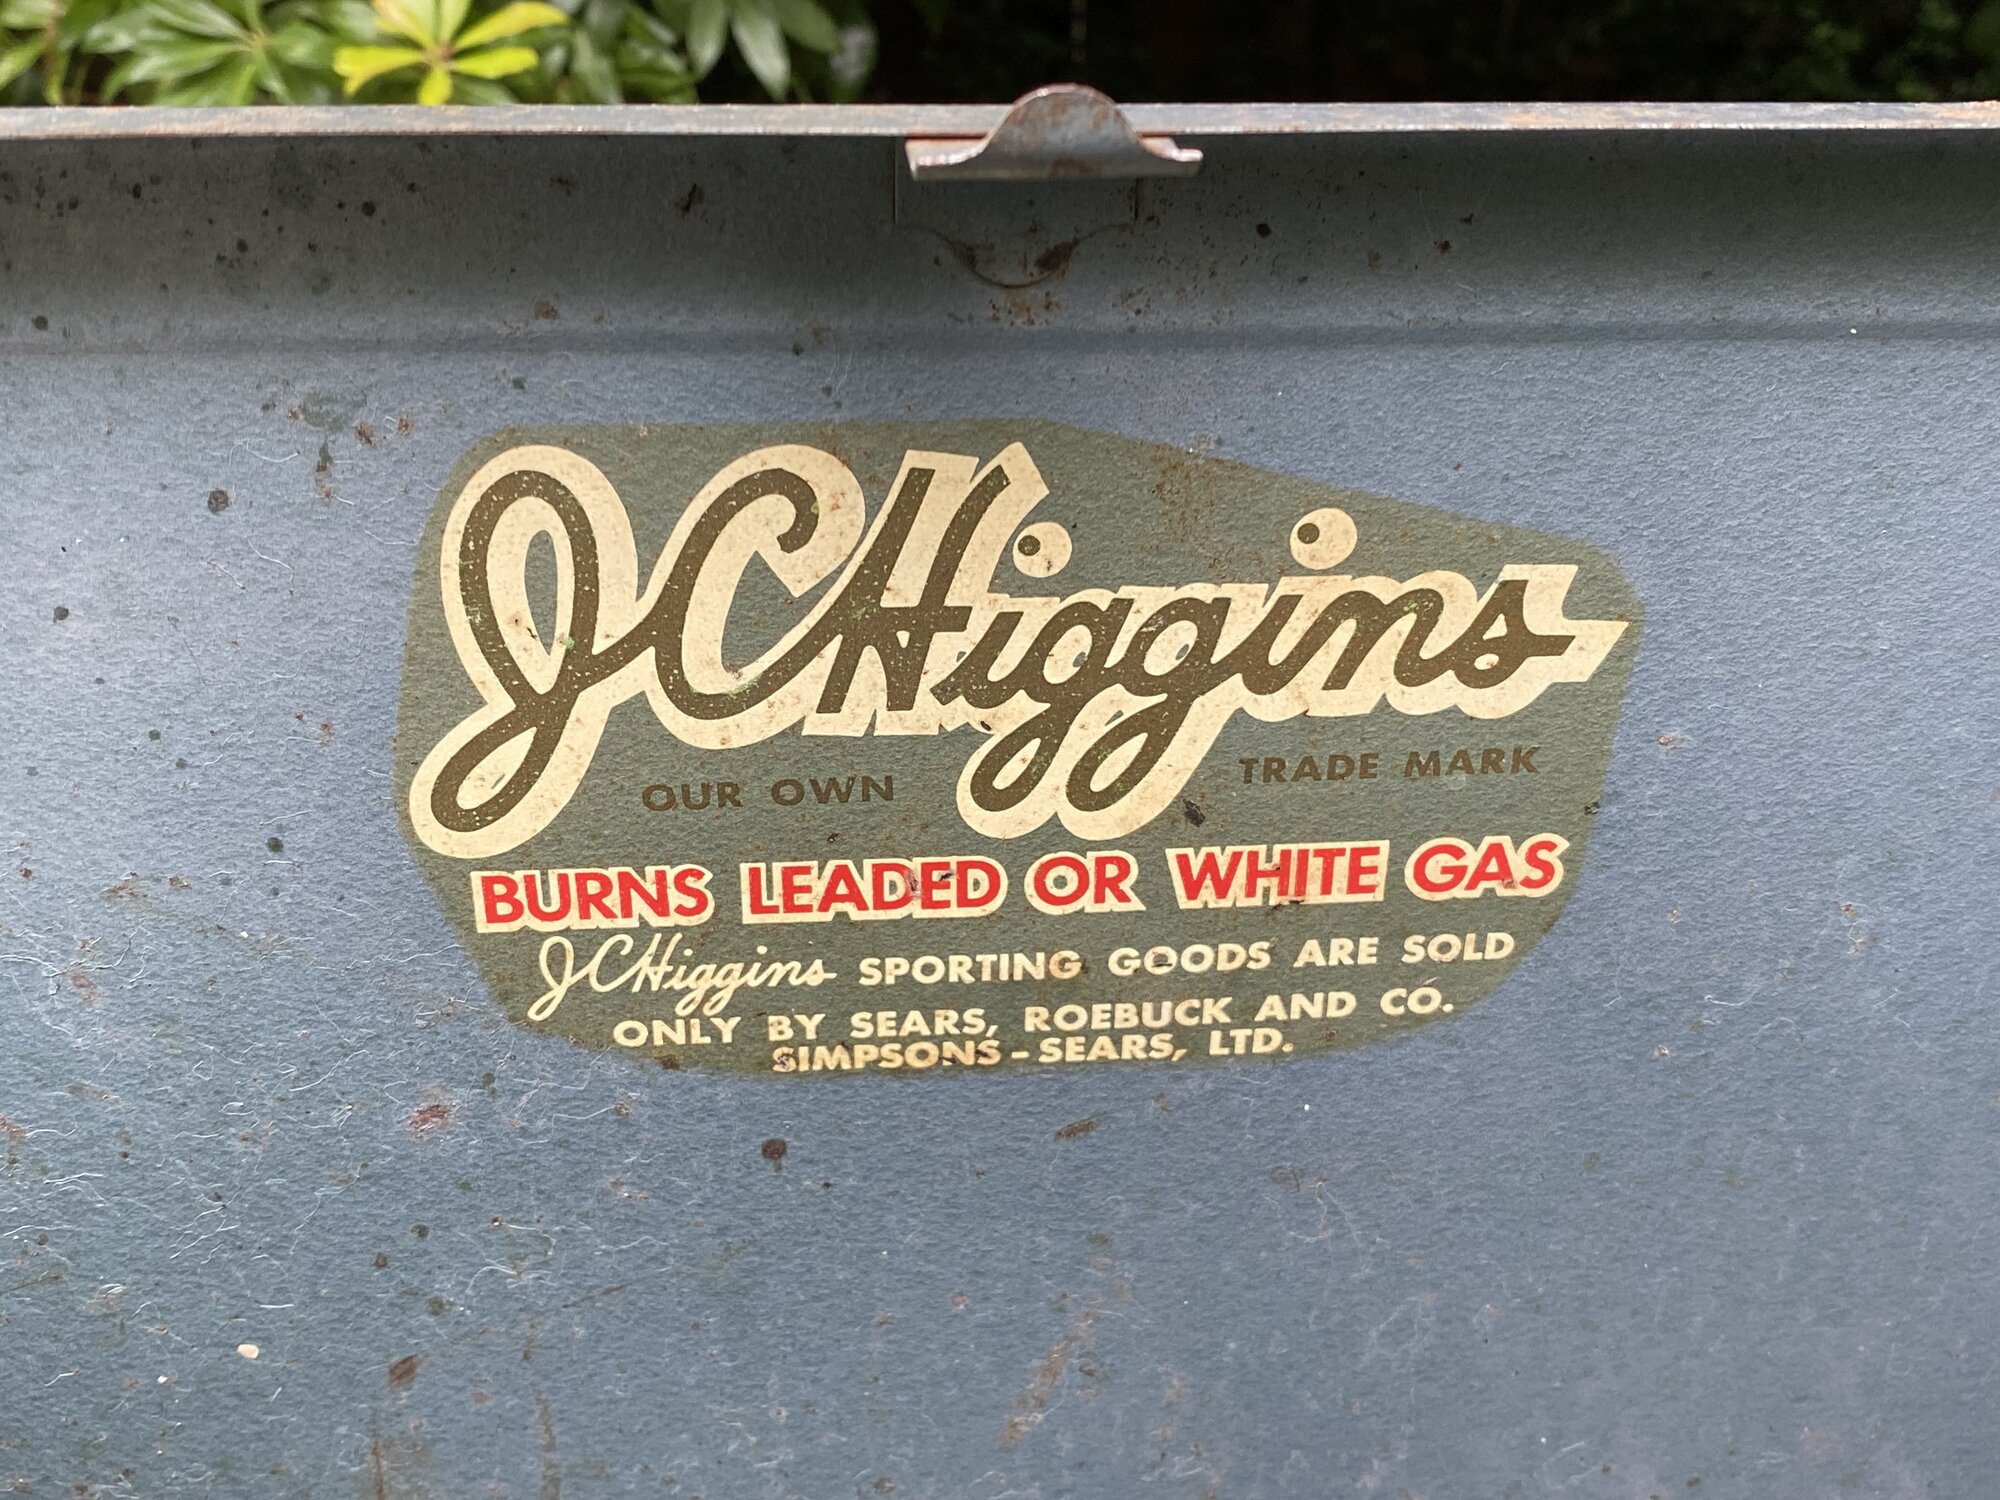 JCHiggins
OUR OWN TRADE MARK
BURNS LEADED OR WHITE GAS
JCHiggins SPORTING GOODS ARE SOLD
ONLY BY SEARS, ROEBUCK AND CO.
SIMPSONS-SEARS, LTD.